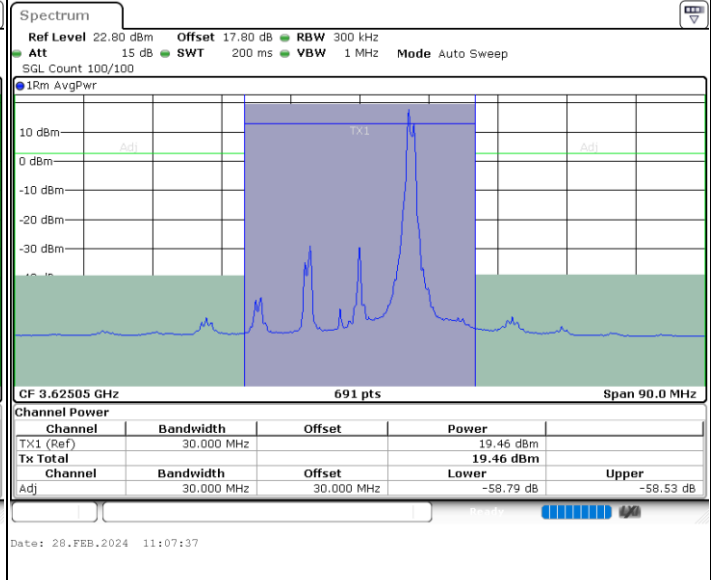 Spectrum
Ref Level 22.80 dBm Offset 17.80 dB RBW 300 kHz
Att 15 dB SWT 200 ms VBW 1 MHz Mode Auto Sweep
SGL Count 100/100
1Rm AvgPwr
10 dBm
TX1
Adj Adj
0 dBm
-10 dBm
-20 dBm
-30 dBm
CF 3.62505 GHz 691 pts Span 90.0 MHz
Channel Power
Channel Bandwidth Offset Power
TX1 (Ref) 30.000 MHz 19.46 dBm
Tx Total 19.46 dBm
Channel Bandwidth Offset Lower Upper
Adj 30.000 MHz 30.000 MHz -58.79 dB -58.53 dB
Ready
Date: 28.FEB.2024 11:07:37